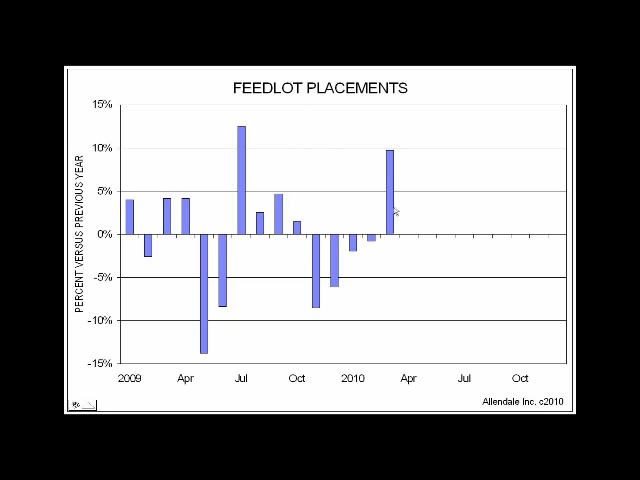 FEEDLOT PLACEMENTS
PERCENT VERSUS PREVIOUS YEAR
15%
10%
5%
0%
-5%
-10%
-15%
2009 Apr Jul Oct 2010 Apr Jul Oct
Allendale Inc. c2010